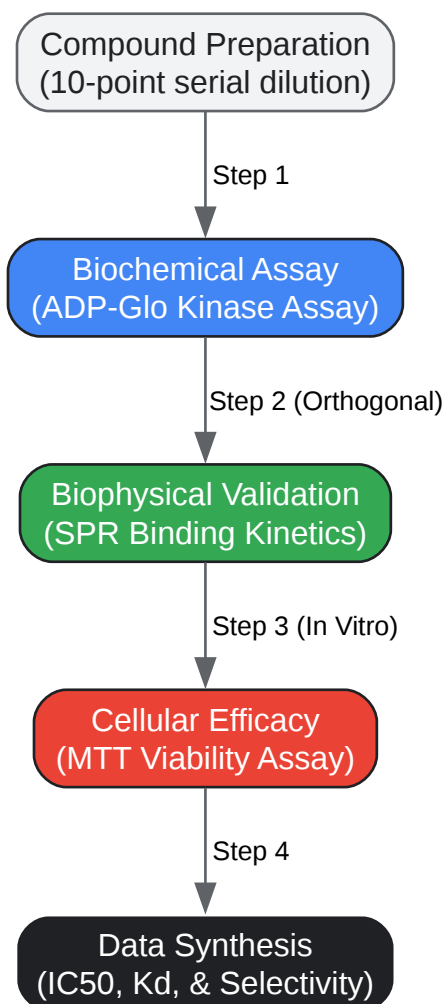 Compound Preparation
(10-point serial dilution)
Step 1
Biochemical Assay
(ADP-Glo Kinase Assay)
Step 2 (Orthogonal)
Biophysical Validation
(SPR Binding Kinetics)
Step 3 (In Vitro)
Cellular Efficacy
(MTT Viability Assay)
Step 4
Data Synthesis
(IC50, Kd, & Selectivity)